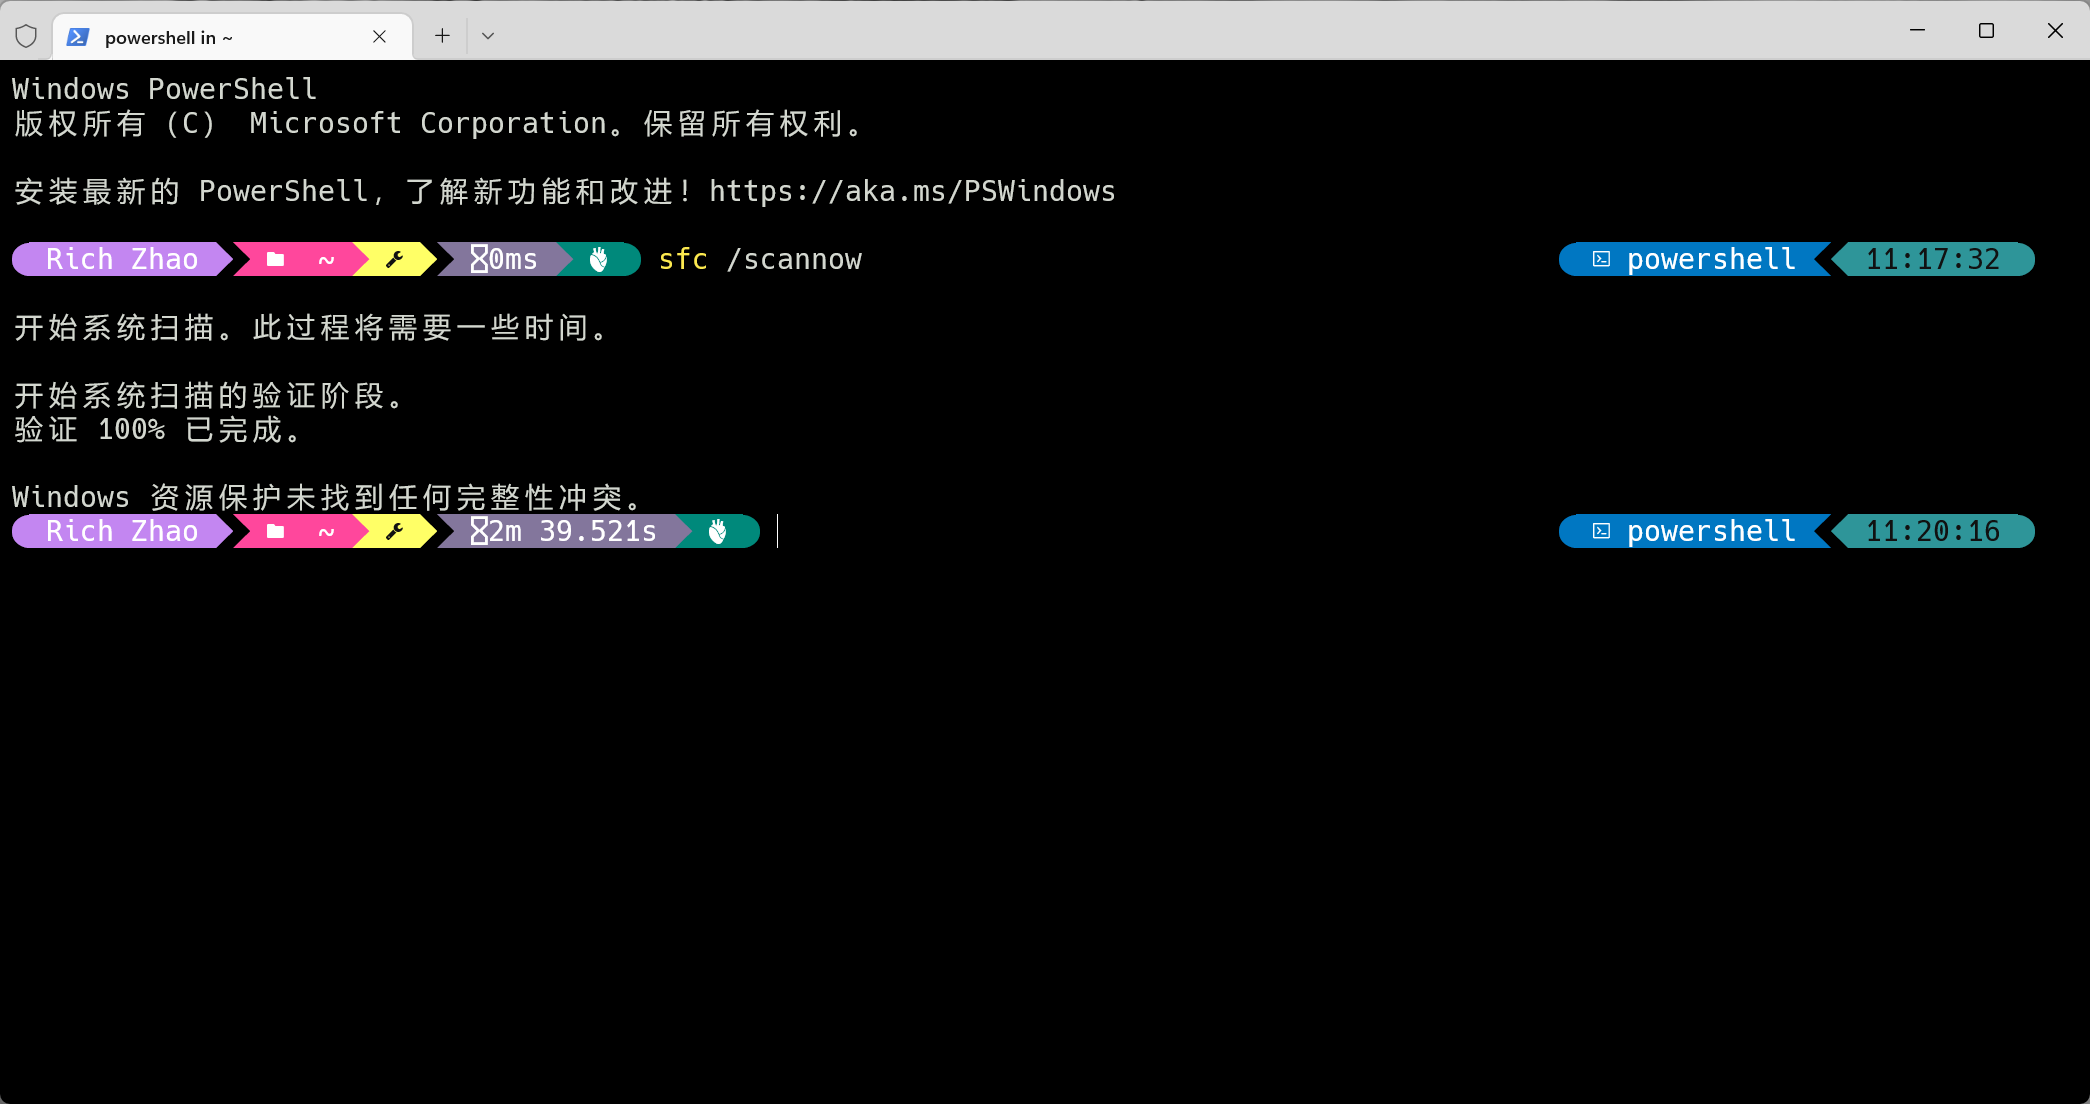 powershell in ~
Windows PowerShell
版权所有 (C) Microsoft Corporation。保留所有权利。
安装最新的 PowerShell，了解新功能和改进！https://aka.ms/PSWindows
Rich Zhao ~ 0ms sfc /scannow powershell 11:17:32
开始系统扫描。此过程将需要一些时间。
开始系统扫描的验证阶段。
验证 100% 已完成。
Windows 资源保护未找到任何完整性冲突。
Rich Zhao ~ 2m 39.521s powershell 11:20:16